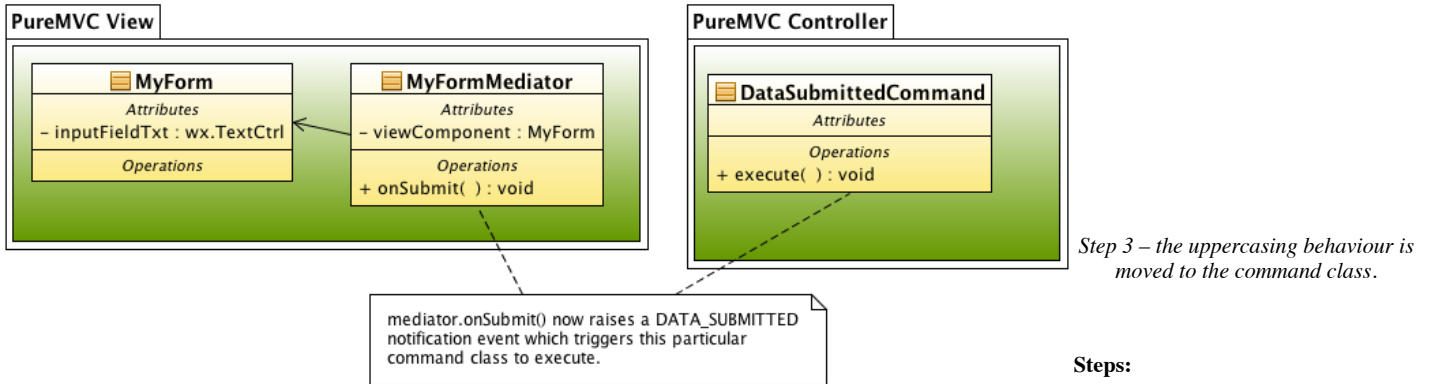 PureMVC View
MyForm
Attributes
- inputFieldTxt : wx.TextCtrl
Operations
MyFormMediator
Attributes
- viewComponent : MyForm
Operations
+ onSubmit( ) : void
PureMVC Controller
DataSubmittedCommand
Attributes
Operations
+ execute( ) : void
mediator.onSubmit() now raises a DATA_SUBMITTED
notification event which triggers this particular
command class to execute.
Step 3 – the uppercasing behaviour is
moved to the command class.
Steps: